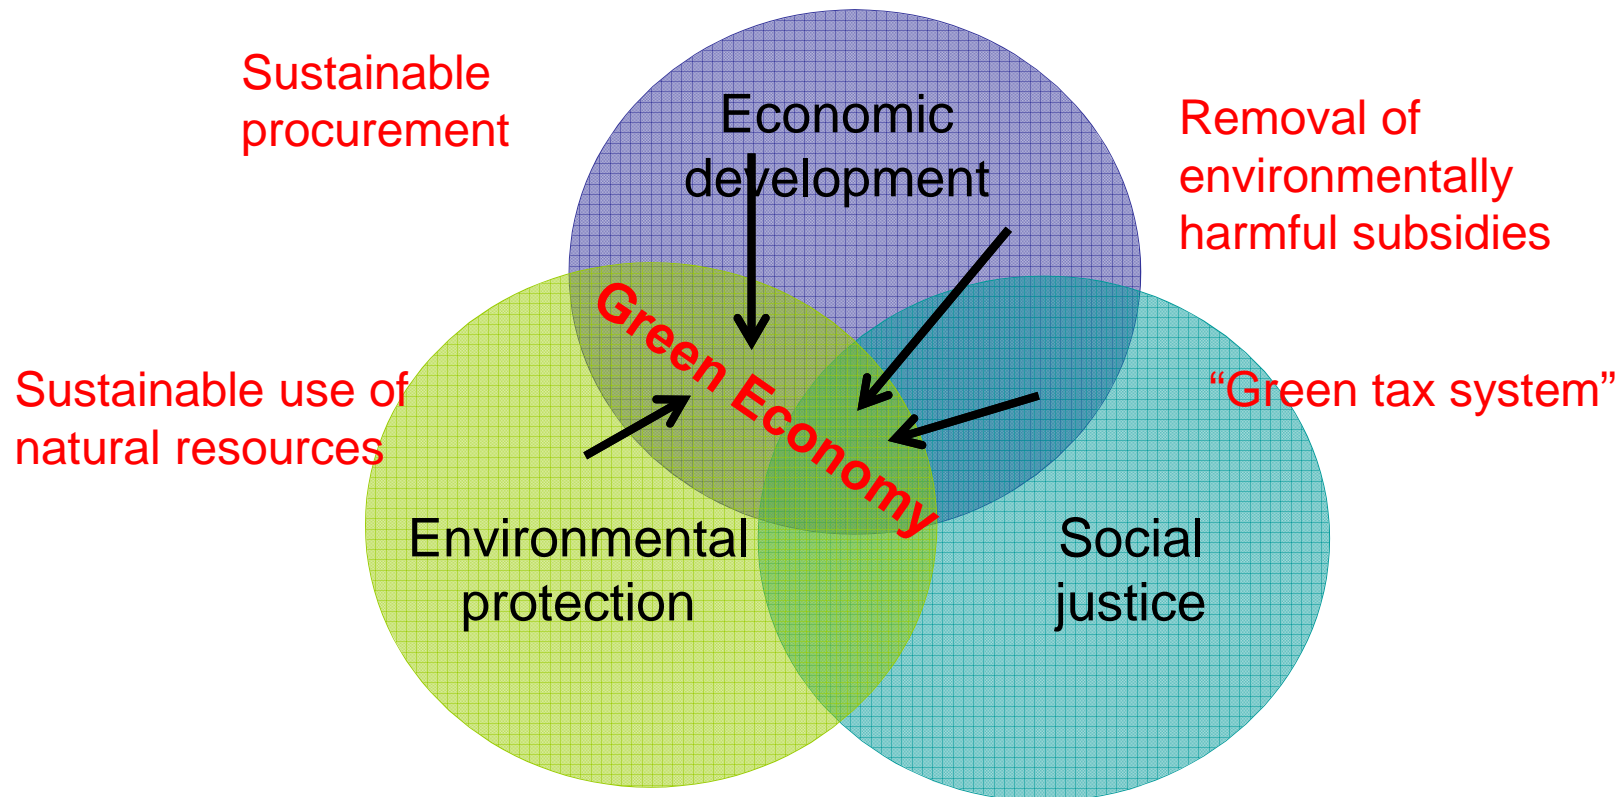 Sustainable
procurement
Economic
development
Removal of
environmentally
harmful subsidies
Green Economy
Sustainable use of
natural resources
“Green tax system”
Environmental
protection
Social
justice